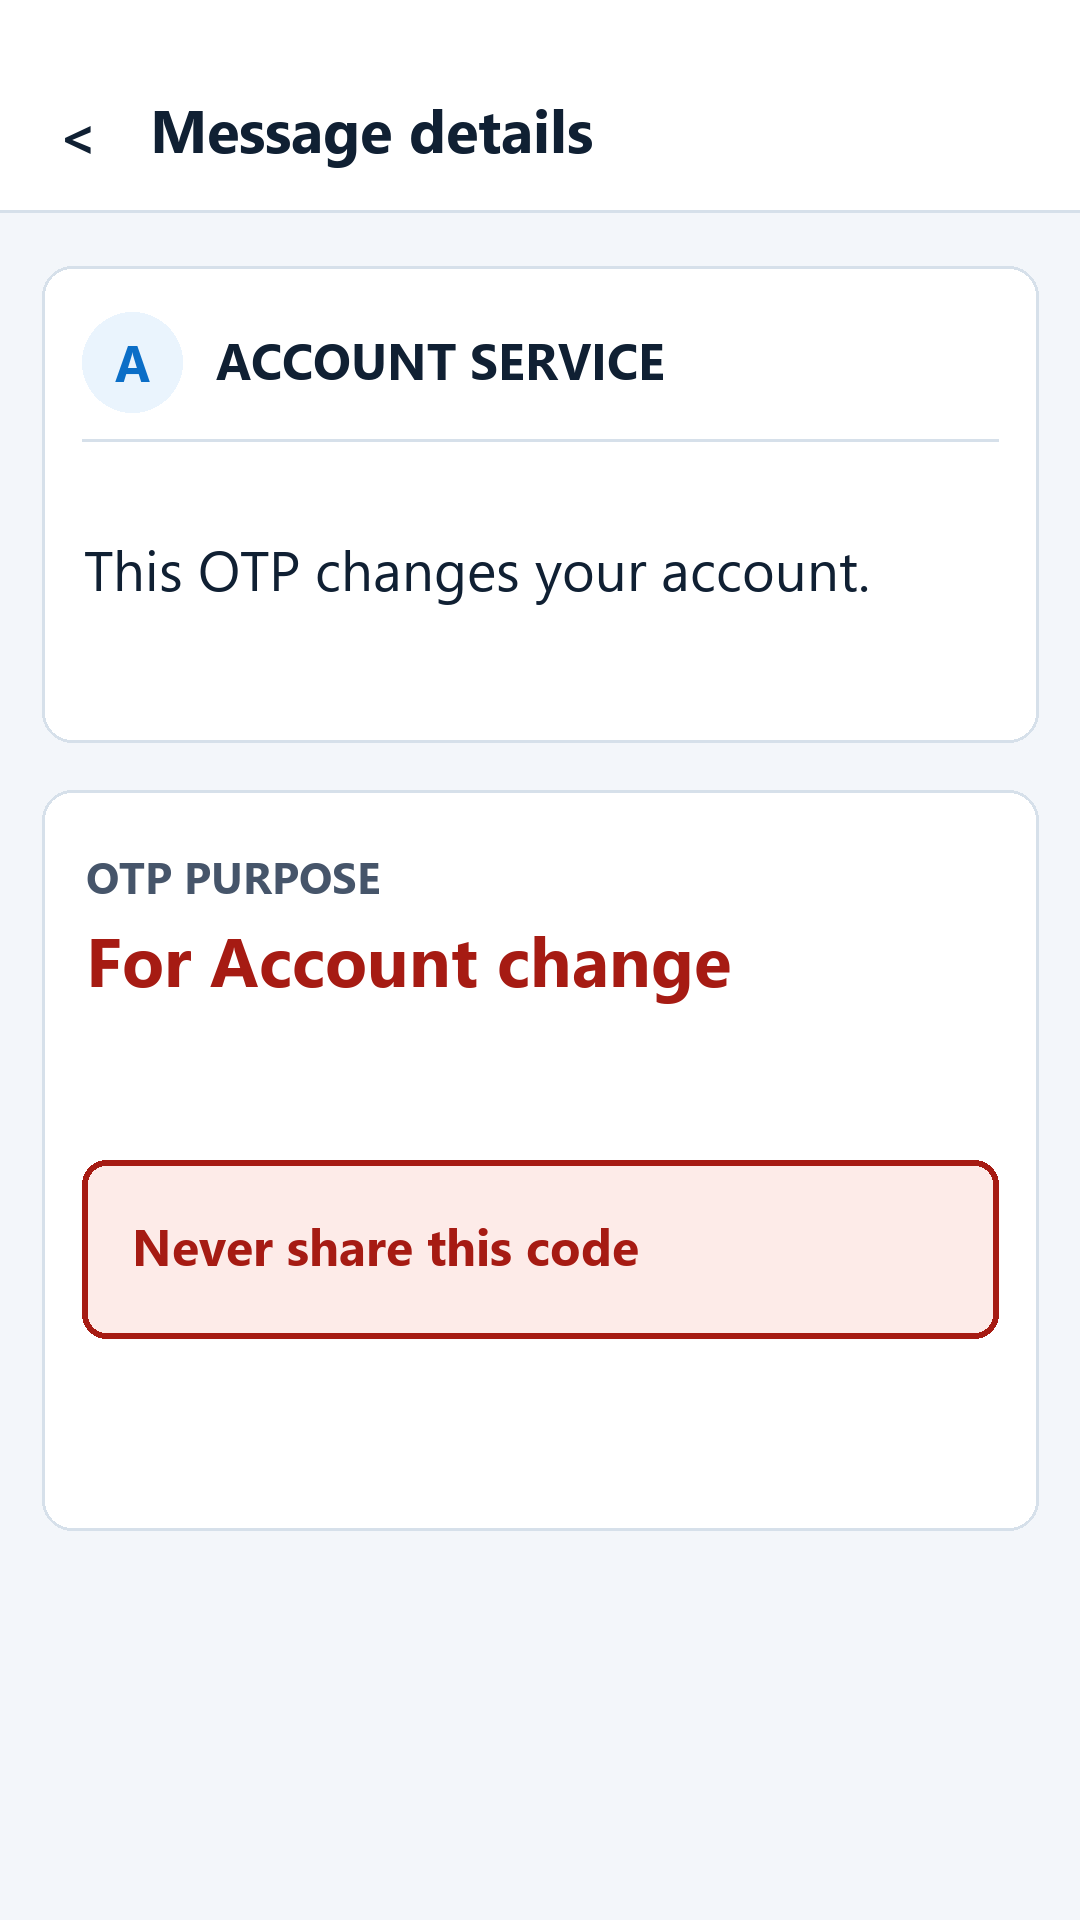 < Message details
A ACCOUNT SERVICE
This OTP changes your account.
OTP PURPOSE
For Account change
Never share this code